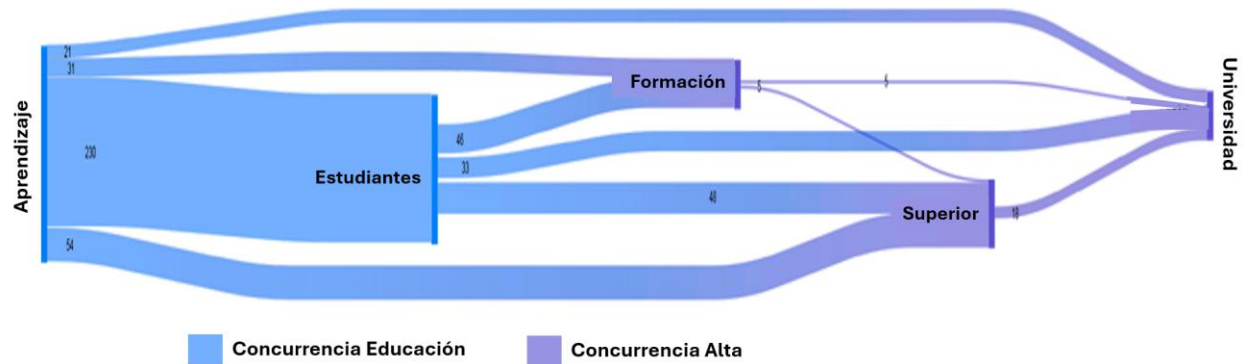 Aprendizaje
21
31
230
54
Estudiantes
46
33
48
Formación
5
5
Superior
18
Universidad
Concurrencia Educación
Concurrencia Alta